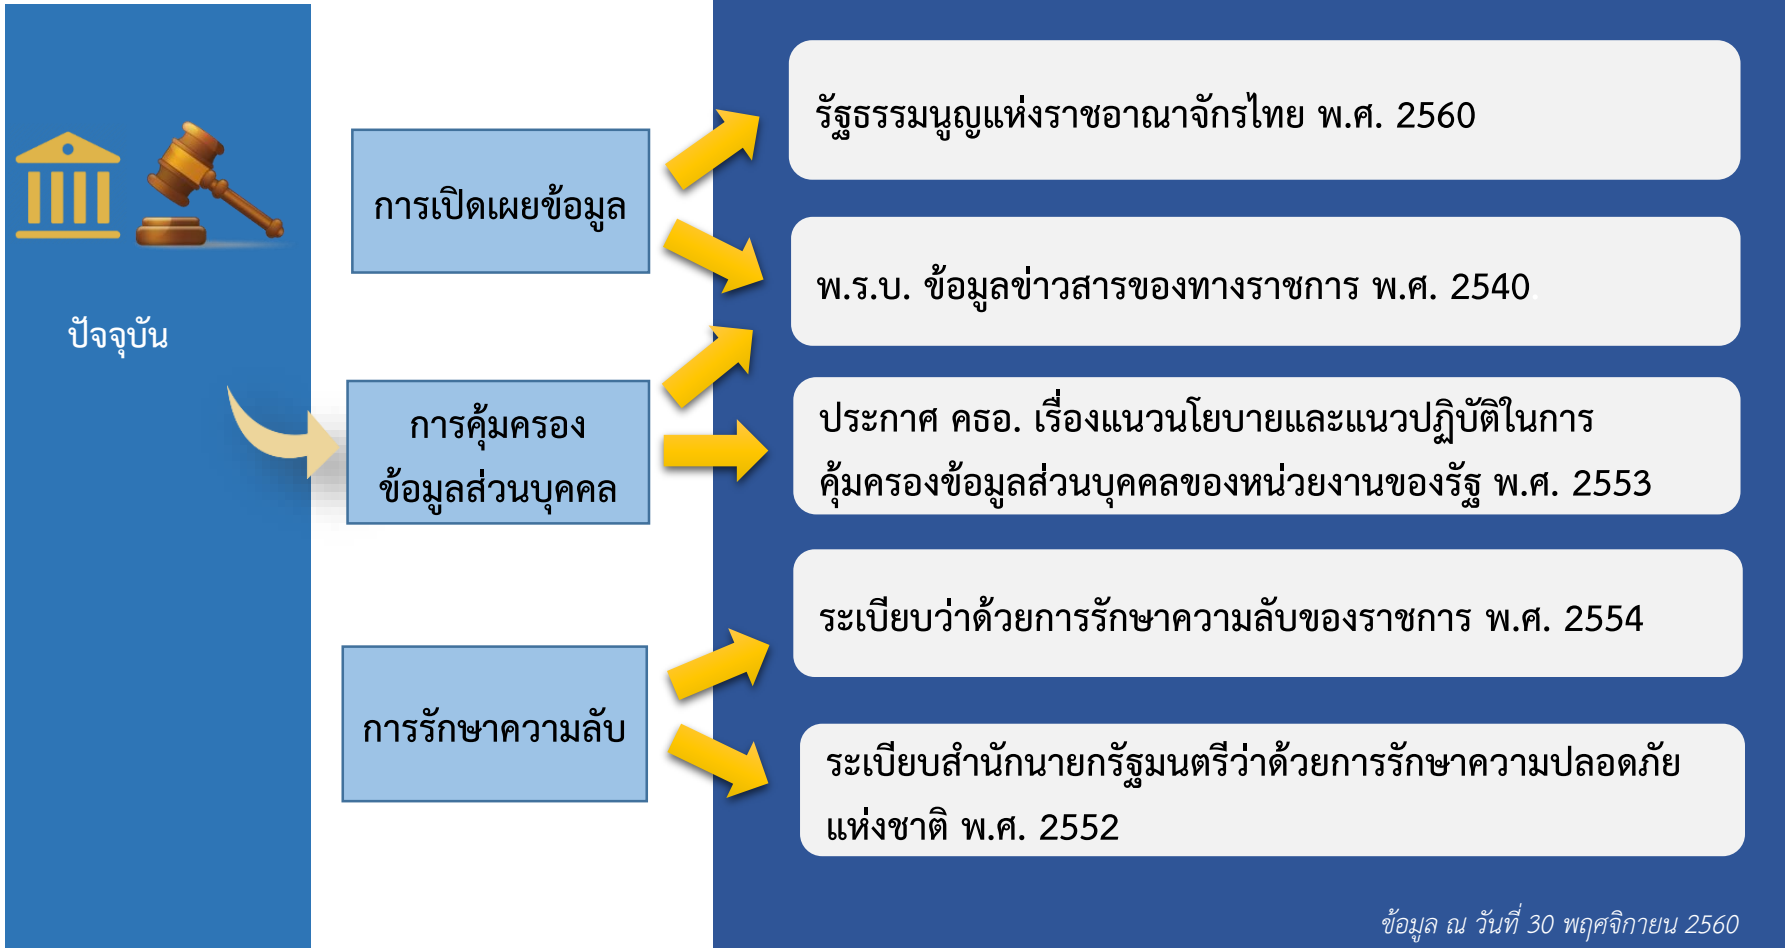 ปัจจุบัน
การเปิดเผยข้อมูล
การคุ้มครอง
ข้อมูลส่วนบุคคล
การรักษาความลับ
รัฐธรรมนูญแห่งราชอาณาจักรไทย พ.ศ. 2560
พ.ร.บ. ข้อมูลข่าวสารของทางราชการ พ.ศ. 2540.
ประกาศ คธอ. เรื่องแนวนโยบายและแนวปฏิบัติในการ
คุ้มครองข้อมูลส่วนบุคคลของหน่วยงานของรัฐ พ.ศ. 2553
ระเบียบว่าด้วยการรักษาความลับของราชการ พ.ศ. 2554
ระเบียบสำนักนายกรัฐมนตรีว่าด้วยการรักษาความปลอดภัย
แห่งชาติ พ.ศ. 2552
ข้อมูล ณ วันที่ 30 พฤศจิกายน 2560